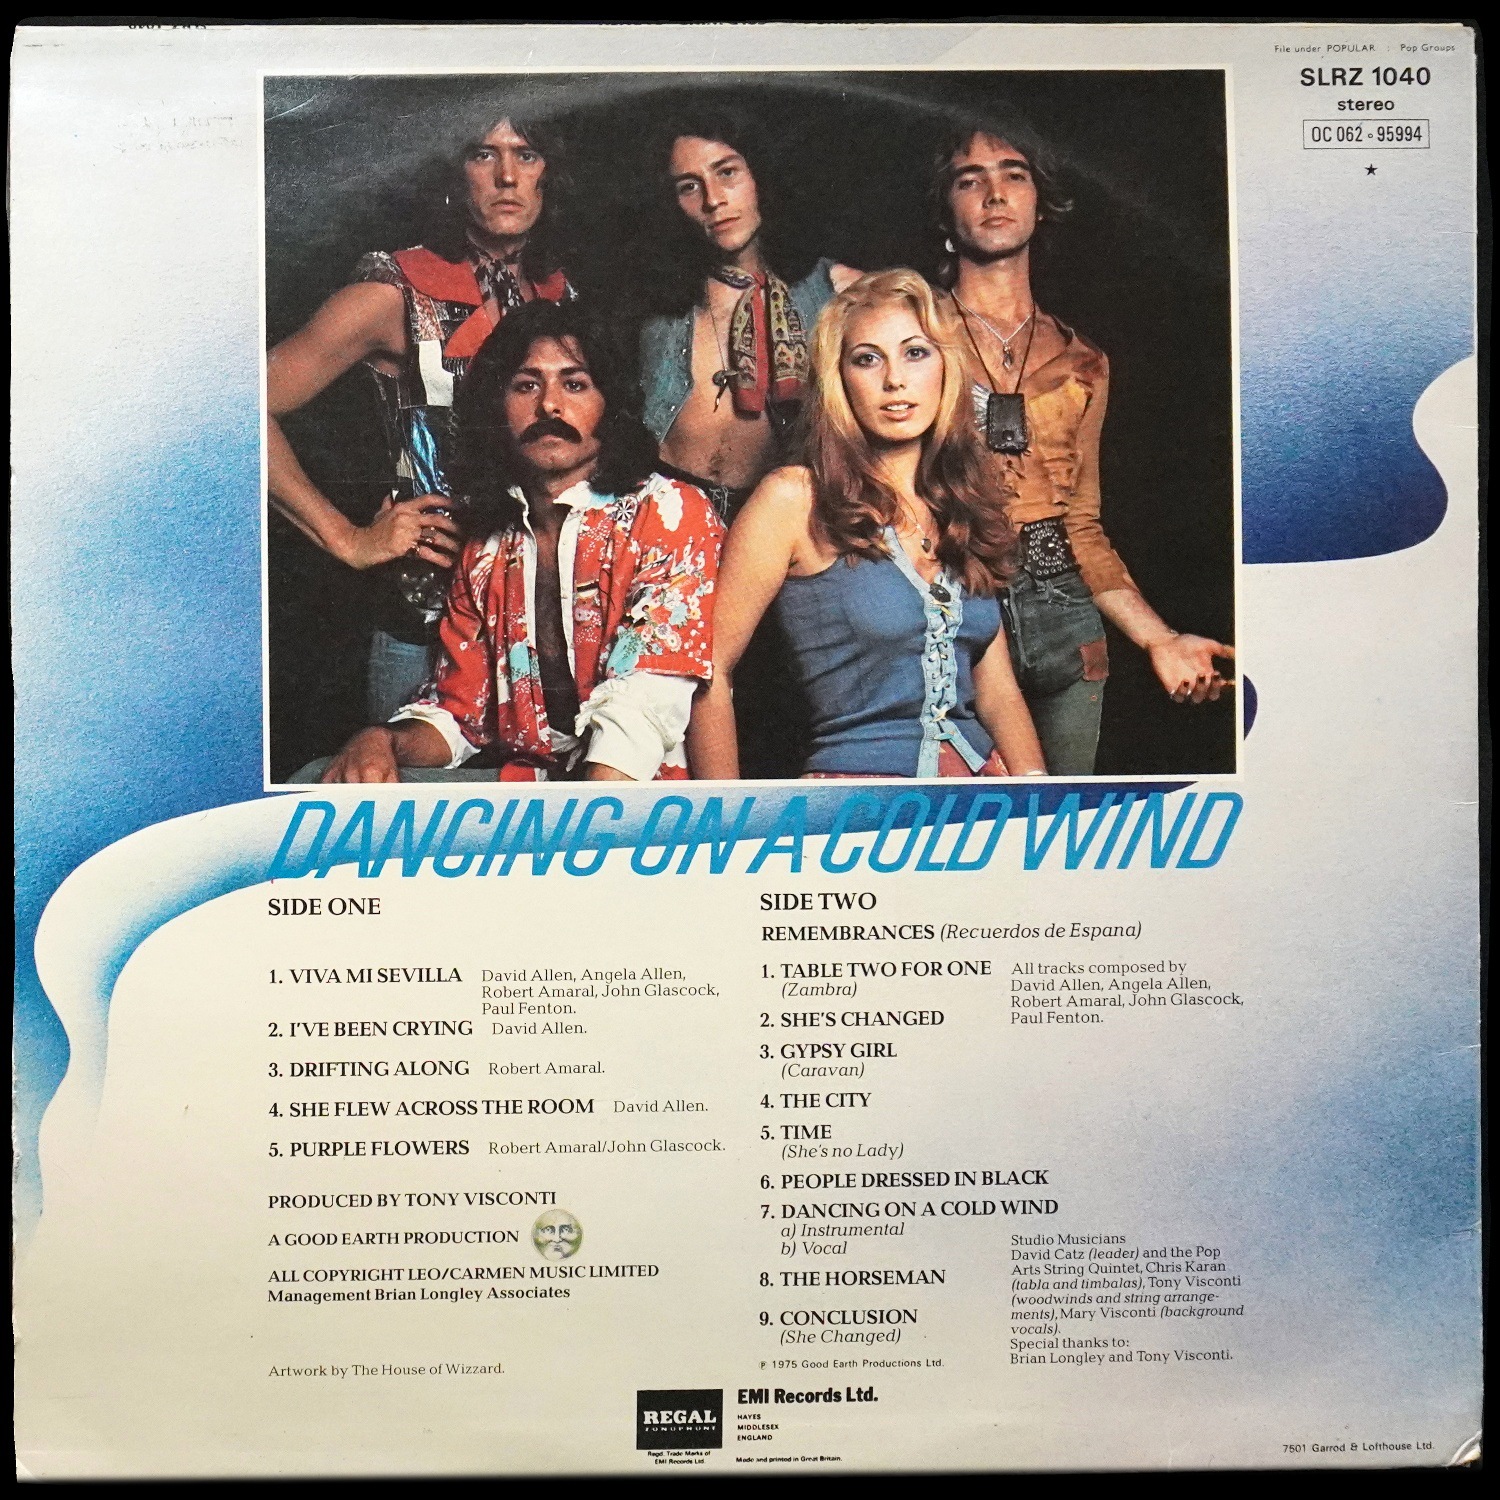 File under POPULAR : Pop Groups
SLRZ 1040
stereo
OC 062 ◦ 95994
★
DANCING ON A COLD WIND
SIDE ONE
1. VIVA MI SEVILLA David Allen, Angela Allen,
Robert Amaral, John Glascock,
Paul Fenton.
2. I'VE BEEN CRYING David Allen.
3. DRIFTING ALONG Robert Amaral.
4. SHE FLEW ACROSS THE ROOM David Allen.
5. PURPLE FLOWERS Robert Amaral/John Glascock.
PRODUCED BY TONY VISCONTI
A GOOD EARTH PRODUCTION
ALL COPYRIGHT LEO/CARMEN MUSIC LIMITED
Management Brian Longley Associates
Artwork by The House of Wizzard.
SIDE TWO
REMEMBRANCES (Recuerdos de Espana)
1. TABLE TWO FOR ONE
(Zambra)
2. SHE'S CHANGED
3. GYPSY GIRL
(Caravan)
4. THE CITY
5. TIME
(She's no Lady)
6. PEOPLE DRESSED IN BLACK
7. DANCING ON A COLD WIND
a) Instrumental
b) Vocal
8. THE HORSEMAN
9. CONCLUSION
(She Changed)
℗ 1975 Good Earth Productions Ltd.
All tracks composed by
David Allen, Angela Allen,
Robert Amaral, John Glascock,
Paul Fenton.
Studio Musicians
David Catz (leader) and the Pop
Arts String Quintet, Chris Karan
(tabla and timbalas), Tony Visconti
(woodwinds and string arrange-
ments), Mary Visconti (background
vocals).
Special thanks to:
Brian Longley and Tony Visconti.
REGAL
ZONOPHONE
Regd. Trade Marks of
EMI Records Ltd.
EMI Records Ltd.
HAYES
MIDDLESEX
ENGLAND
Made and printed in Great Britain.
7501 Garrod & Lofthouse Ltd.